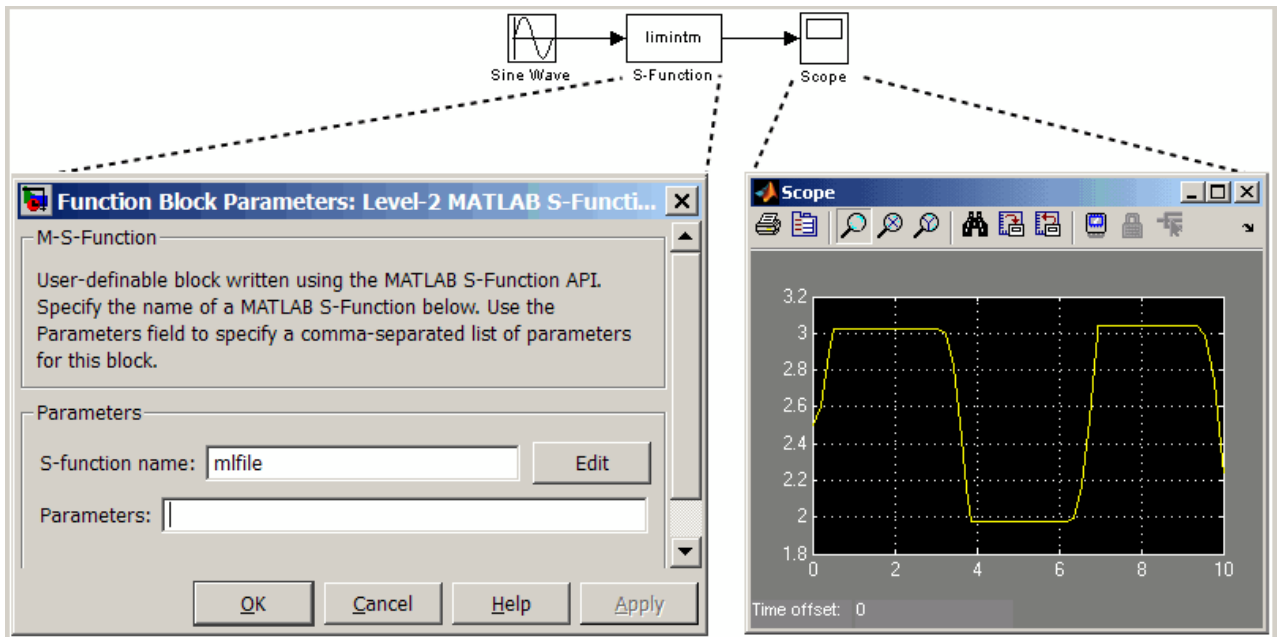 limintm
Sine Wave
S-Function
Scope
Function Block Parameters: Level-2 MATLAB S-Functi...
M-S-Function
User-definable block written using the MATLAB S-Function API.
Specify the name of a MATLAB S-Function below. Use the
Parameters field to specify a comma-separated list of parameters
for this block.
Parameters
S-function name: mlfile
Edit
Parameters:
OK
Cancel
Help
Apply
Scope
3.2
3
2.8
2.6
2.4
2.2
2
1.8
0 2 4 6 8 10
Time offset: 0